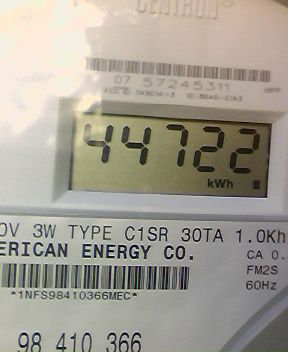 CENTRON®
07 57245311
44722
kWh
0V 3W TYPE C1SR 30TA 1.0Kh
ERICAN ENERGY CO.
CA 0.
FM2S
*1NFS98410366MEC*
60Hz
98 410 366